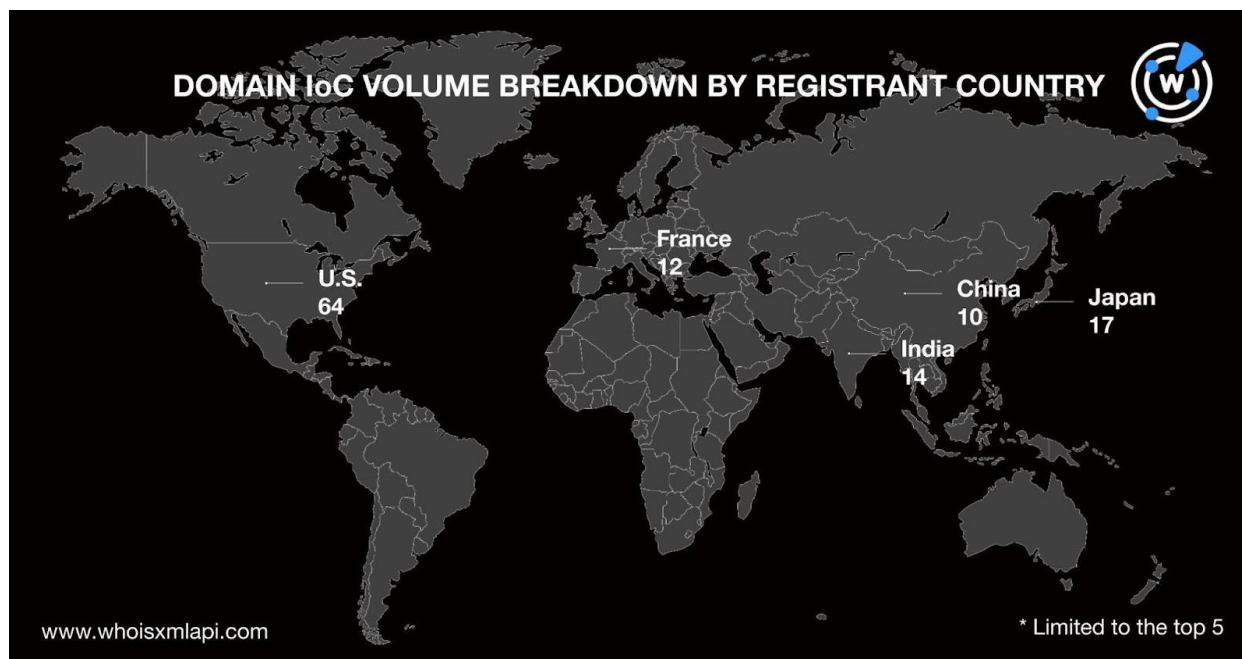 DOMAIN IoC VOLUME BREAKDOWN BY REGISTRANT COUNTRY
W
France
12
U.S.
64
China
10
Japan
17
India
14
www.whoisxmlapi.com
* Limited to the top 5